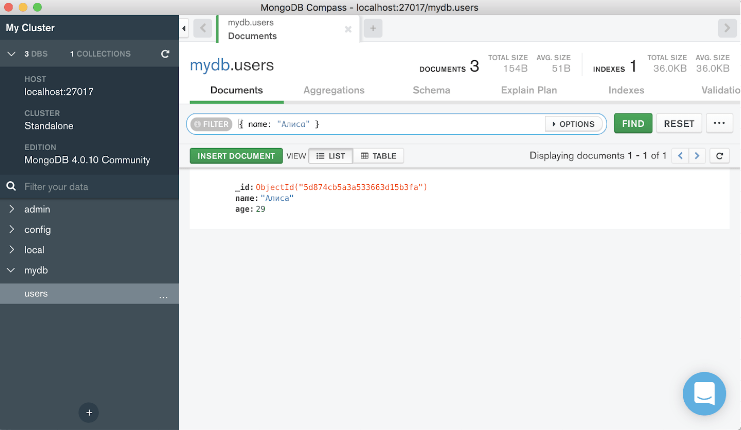 MongoDB Compass - localhost:27017/mydb.users
My Cluster
3 DBS 1 COLLECTIONS
HOST
localhost:27017
CLUSTER
Standalone
EDITION
MongoDB 4.0.10 Community
Filter your data
admin
config
local
mydb
users ...
mydb.users
Documents
mydb.users
DOCUMENTS 3
TOTAL SIZE
154B
AVG. SIZE
51B
INDEXES 1
TOTAL SIZE
36.0KB
AVG. SIZE
36.0KB
Documents Aggregations Schema Explain Plan Indexes Validatio
FILTER { name: "Алиса" } OPTIONS FIND RESET ...
INSERT DOCUMENT VIEW LIST TABLE Displaying documents 1 - 1 of 1
_id: ObjectId("5d874cb5a3a533663d15b3fa")
name: "Алиса"
age: 29